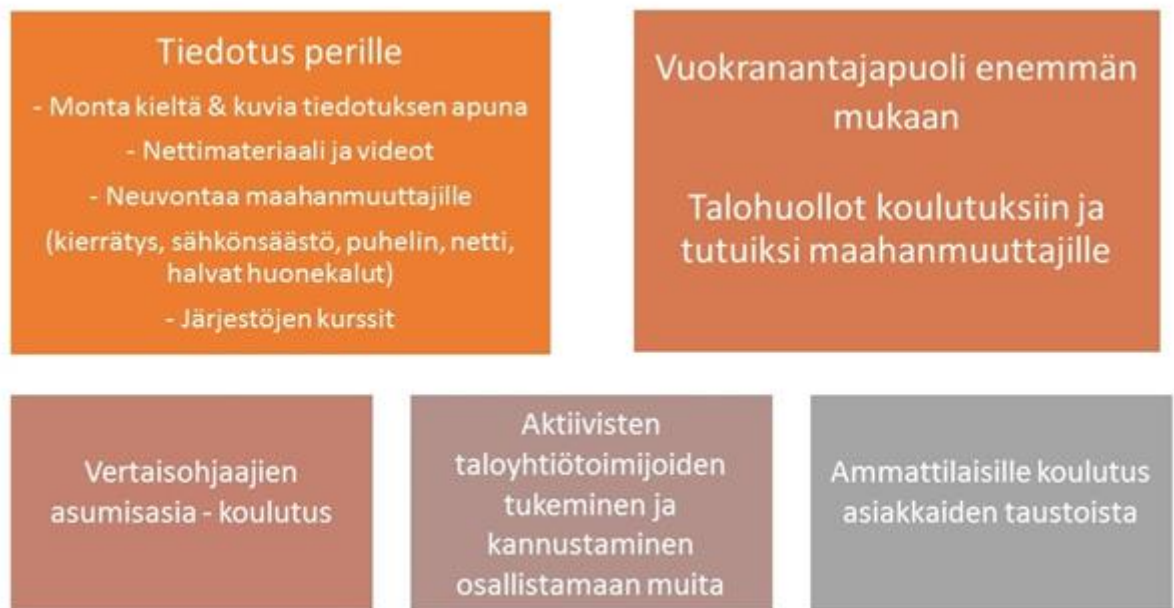 Tiedotus perille
- Monta kieltä & kuvia tiedotuksen apuna
- Nettimateriaali ja videot
- Neuvontaa maahanmuuttajille
(kierrätys, sähkönsäästö, puhelin, netti,
halvat huonekalut)
- Järjestöjen kurssit
Vuokranantajapuoli enemmän
mukaan
Talohuollot koulutuksiin ja
tutuiksi maahanmuuttajille
Vertaisohjaajien
asumisasia - koulutus
Aktiivisten
taloyhtiötoimijoiden
tukeminen ja
kannustaminen
osallistamaan muita
Ammattilaisille koulutus
asiakkaiden taustoista